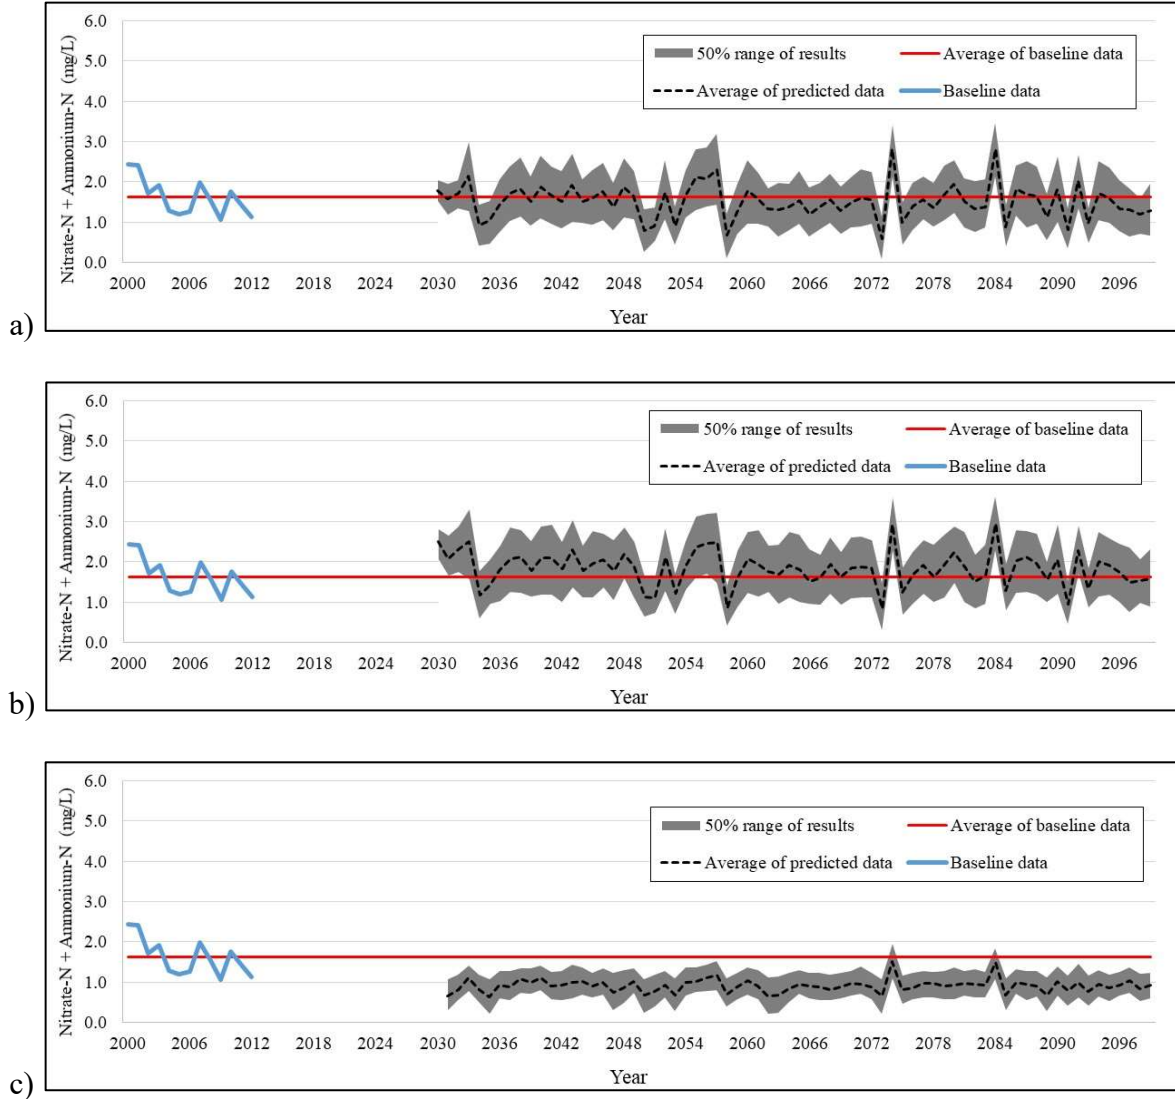 6.0
5.0
4.0
3.0
2.0
1.0
0.0
Nitrate-N + Ammonium-N (mg/L)
50% range of results
Average of baseline data
Average of predicted data
Baseline data
2000 2006 2012 2018 2024 2030 2036 2042 2048 2054 2060 2066 2072 2078 2084 2090 2096
Year
a)
6.0
5.0
4.0
3.0
2.0
1.0
0.0
Nitrate-N + Ammonium-N (mg/L)
50% range of results
Average of baseline data
Average of predicted data
Baseline data
2000 2006 2012 2018 2024 2030 2036 2042 2048 2054 2060 2066 2072 2078 2084 2090 2096
Year
b)
6.0
5.0
4.0
3.0
2.0
1.0
0.0
Nitrate-N + Ammonium-N (mg/L)
50% range of results
Average of baseline data
Average of predicted data
Baseline data
2000 2006 2012 2018 2024 2030 2036 2042 2048 2054 2060 2066 2072 2078 2084 2090 2096
Year
c)